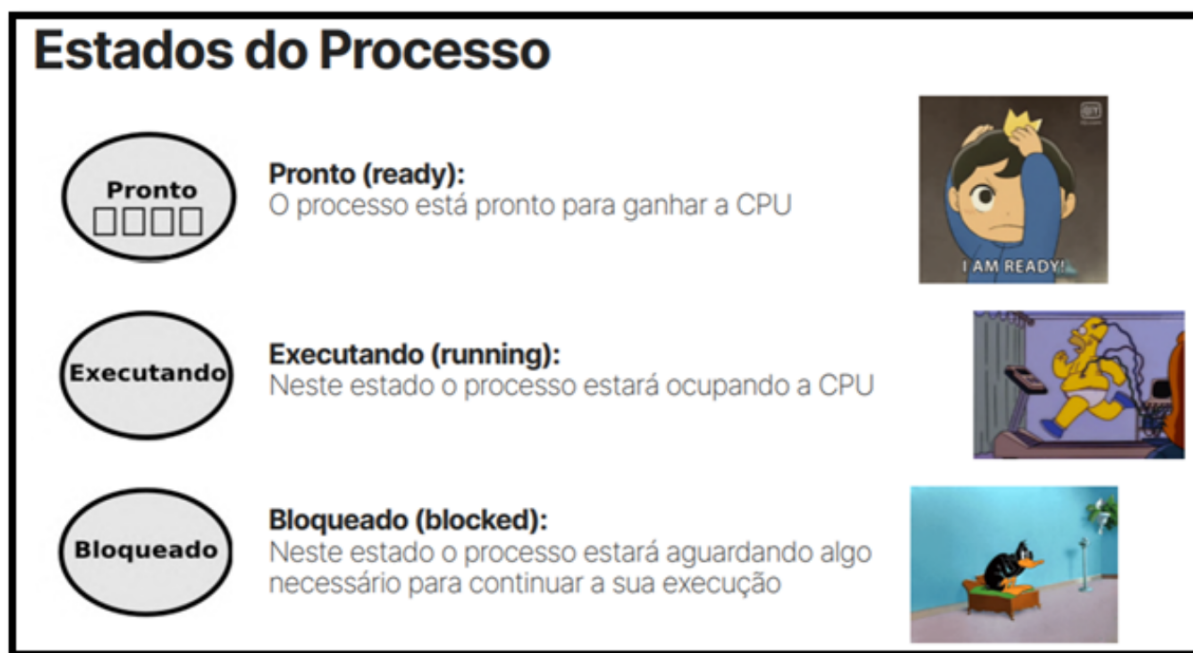 Estados do Processo
Pronto
Pronto (ready):
O processo está pronto para ganhar a CPU
I AM READY!
Executando
Executando (running):
Neste estado o processo estará ocupando a CPU
Bloqueado
Bloqueado (blocked):
Neste estado o processo estará aguardando algo
necessário para continuar a sua execução